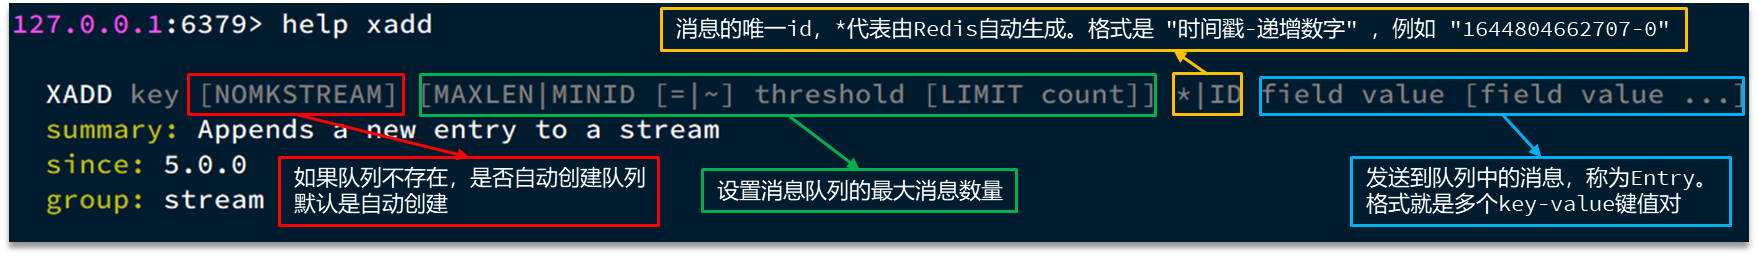 127.0.0.1:6379> help xadd
消息的唯一id，*代表由Redis自动生成。格式是 "时间戳-递增数字" ，例如 "1644804662707-0"
XADD key [NOMKSTREAM] [MAXLEN|MINID [=|~] threshold [LIMIT count]] *|ID field value [field value ...]
summary: Appends a new entry to a stream
since: 5.0.0
group: stream
如果队列不存在，是否自动创建队列
默认是自动创建
设置消息队列的最大消息数量
发送到队列中的消息，称为Entry。
格式就是多个key-value键值对